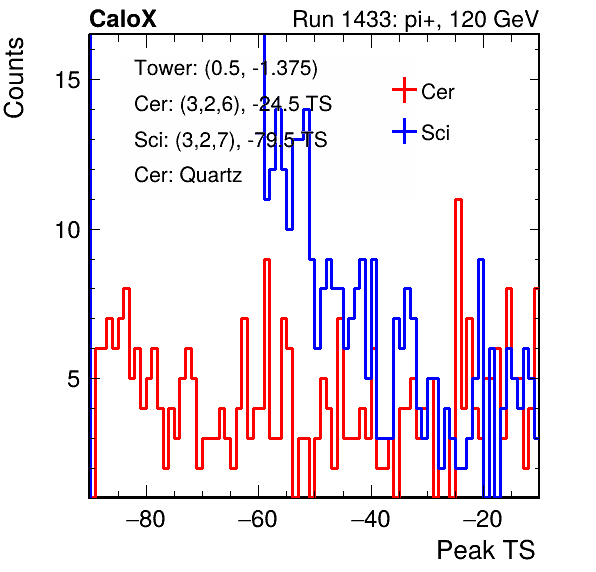 CaloX Run 1433: pi+, 120 GeV
Counts
15
10
5
Tower: (0.5, -1.375)
Cer: (3,2,6), -24.5 TS
Sci: (3,2,7), -79.5 TS
Cer: Quartz
Cer
Sci
−80 −60 −40 −20
Peak TS